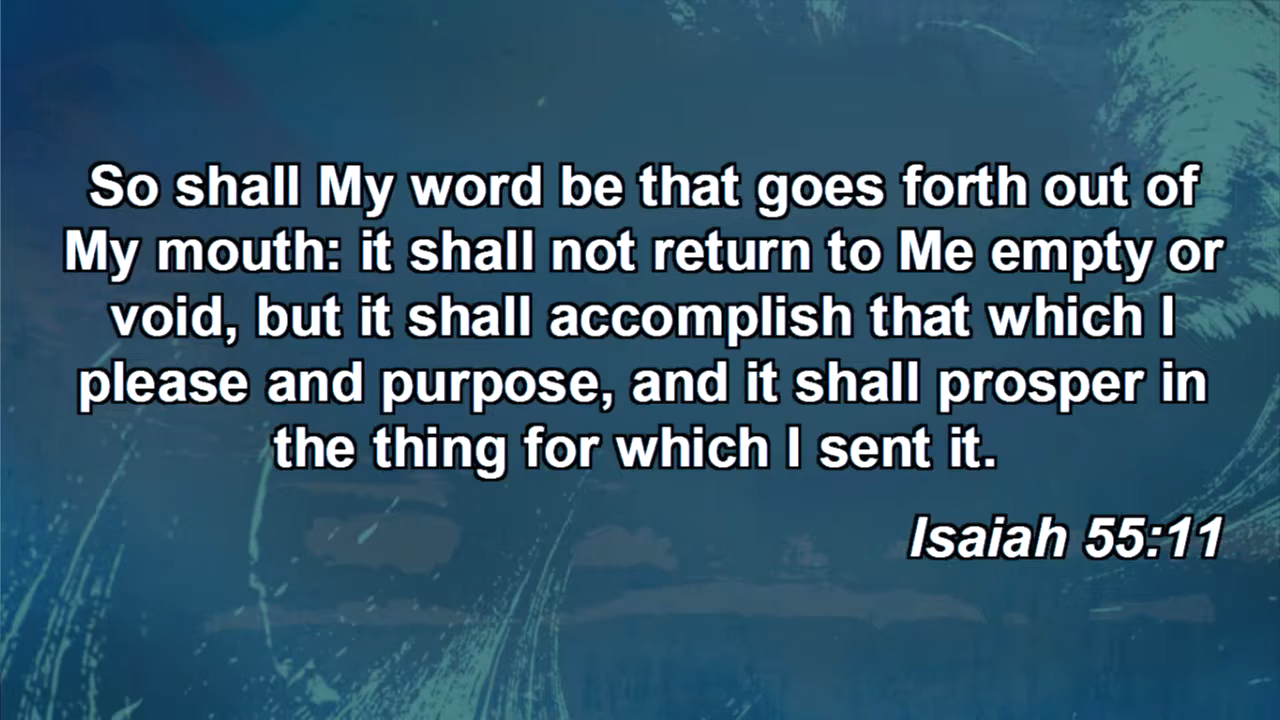 So shall My word be that goes forth out of
My mouth: it shall not return to Me empty or
void, but it shall accomplish that which I
please and purpose, and it shall prosper in
the thing for which I sent it.
Isaiah 55:11